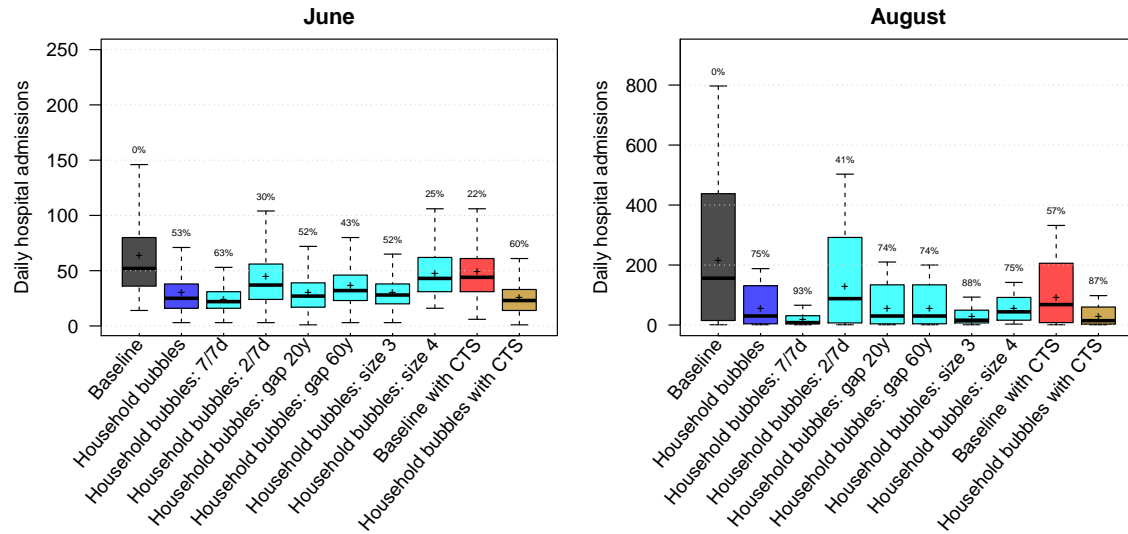 June
Daily hospital admissions
250
200
150
100
50
0
0%
53%
63%
30%
52%
43%
52%
25%
22%
60%
Baseline
Household bubbles
Household bubbles: 7/7d
Household bubbles: 2/7d
Household bubbles: gap 20y
Household bubbles: gap 60y
Household bubbles: size 3
Household bubbles: size 4
Baseline with CTS
Household bubbles with CTS
August
Daily hospital admissions
800
600
400
200
0
0%
75%
93%
41%
74%
74%
88%
75%
57%
87%
Baseline
Household bubbles
Household bubbles: 7/7d
Household bubbles: 2/7d
Household bubbles: gap 20y
Household bubbles: gap 60y
Household bubbles: size 3
Household bubbles: size 4
Baseline with CTS
Household bubbles with CTS